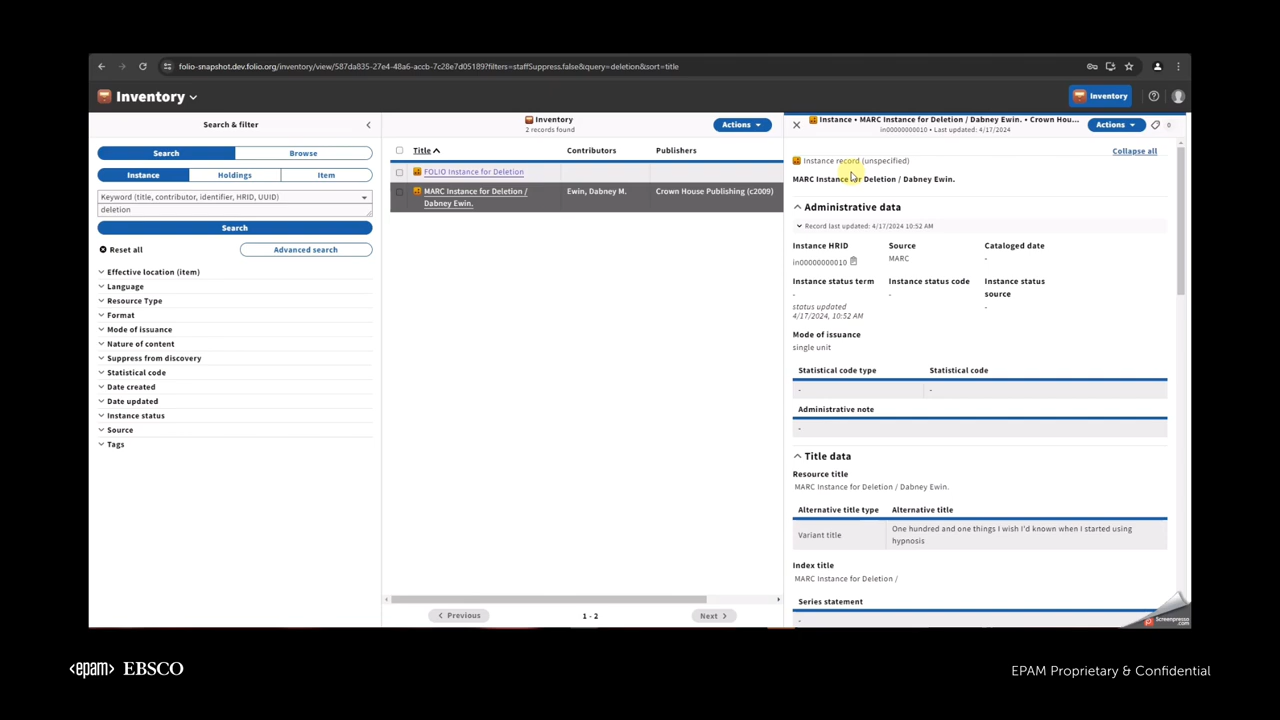 folio-snapshot.dev.folio.org/inventory/view/587da835-27e4-48a6-accb-7c28e7d05189?filters=staffSuppress.false&query=deletion&sort=title
Inventory
Inventory
Search & filter
Search
Browse
Instance
Holdings
Item
Keyword (title, contributor, identifier, HRID, UUID)
deletion
Search
Reset all
Advanced search
Effective location (item)
Language
Resource Type
Format
Mode of issuance
Nature of content
Suppress from discovery
Statistical code
Date created
Date updated
Instance status
Source
Tags
Inventory
2 records found
Actions
Title
Contributors
Publishers
FOLIO Instance for Deletion
MARC Instance for Deletion /
Dabney Ewin.
Ewin, Dabney M.
Crown House Publishing (c2009)
Previous
1 - 2
Next
Instance • MARC Instance for Deletion / Dabney Ewin. • Crown Hou...
in00000000010 • Last updated: 4/17/2024
Actions
0
Collapse all
Instance record (unspecified)
MARC Instance for Deletion / Dabney Ewin.
Administrative data
Record last updated: 4/17/2024 10:52 AM
Instance HRID
Source
Cataloged date
in00000000010
MARC
-
Instance status term
Instance status code
Instance status
source
-
-
-
status updated
4/17/2024, 10:52 AM
Mode of issuance
single unit
Statistical code type
Statistical code
-
-
Administrative note
-
Title data
Resource title
MARC Instance for Deletion / Dabney Ewin.
Alternative title type
Alternative title
Variant title
One hundred and one things I wish I'd known when I started using
hypnosis
Index title
MARC Instance for Deletion /
Series statement
-
Screenpresso
<epam> EBSCO
EPAM Proprietary & Confidential